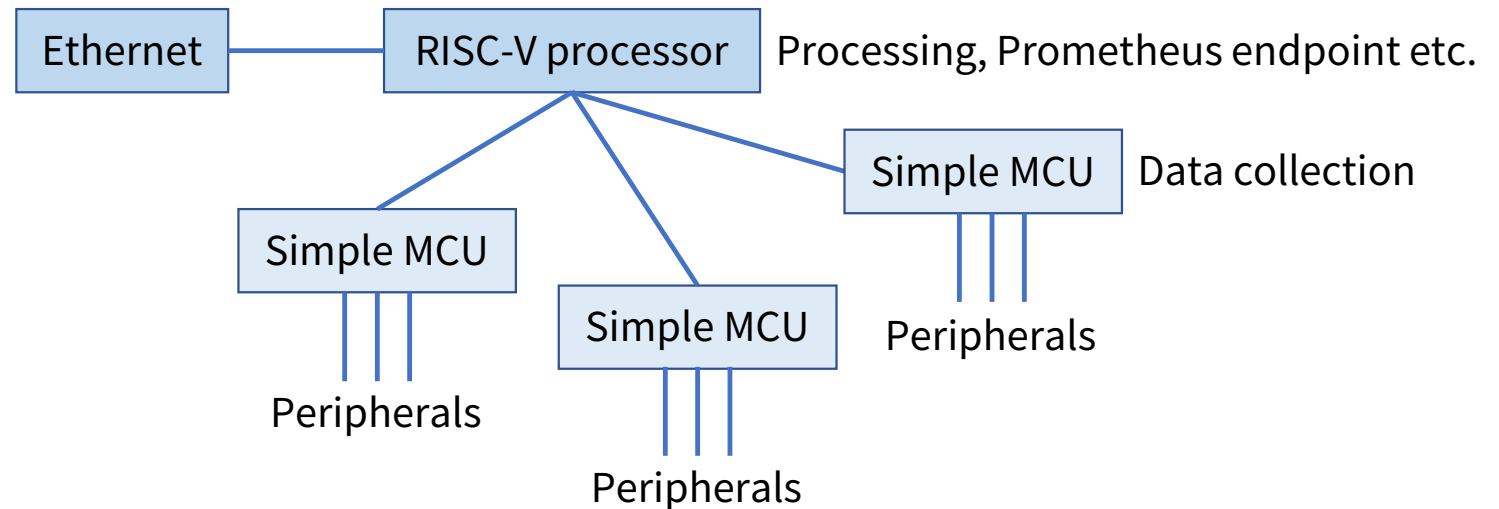 Ethernet
RISC-V processor
Processing, Prometheus endpoint etc.
Simple MCU
Data collection
Simple MCU
Simple MCU
Peripherals
Peripherals
Peripherals